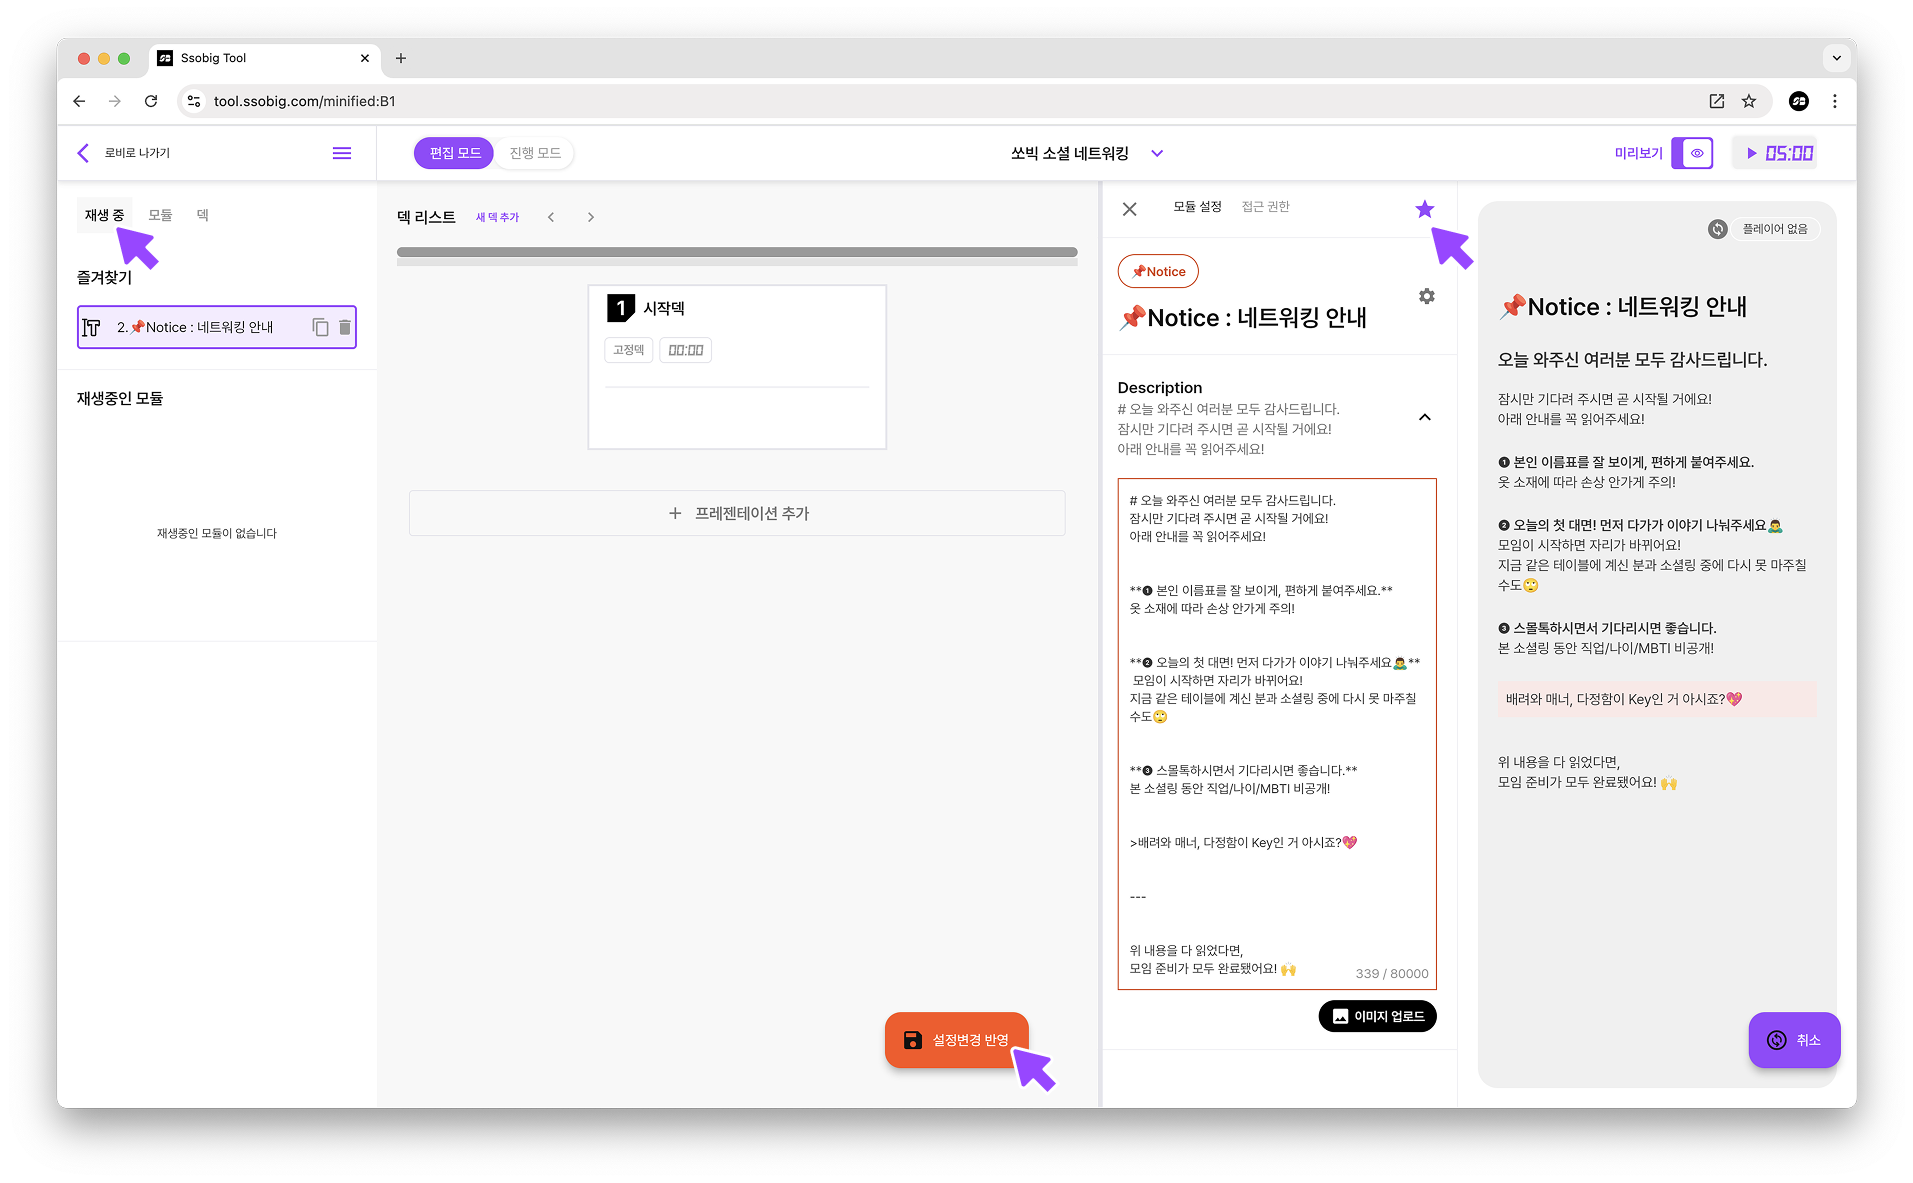 Ssobig Tool
tool.ssobig.com/minified:B1
로비로 나가기
편집 모드
진행 모드
쏘빅 소셜 네트워킹
미리보기
05:00
재생 중
모듈
덱
즐겨찾기
2.📌Notice : 네트워킹 안내
재생중인 모듈
재생중인 모듈이 없습니다
덱 리스트
새 덱 추가
1 시작덱
고정덱
00:00
프레젠테이션 추가
설정변경 반영
모듈 설정
접근 권한
📌Notice
📌Notice : 네트워킹 안내
Description
# 오늘 와주신 여러분 모두 감사드립니다.
잠시만 기다려 주시면 곧 시작될 거에요!
아래 안내를 꼭 읽어주세요!
# 오늘 와주신 여러분 모두 감사드립니다.
잠시만 기다려 주시면 곧 시작될 거에요!
아래 안내를 꼭 읽어주세요!
**❶ 본인 이름표를 잘 보이게, 편하게 붙여주세요.**
옷 소재에 따라 손상 안가게 주의!
**❷ 오늘의 첫 대면! 먼저 다가가 이야기 나눠주세요🙇‍♂️**
모임이 시작하면 자리가 바뀌어요!
지금 같은 테이블에 계신 분과 소셜링 중에 다시 못 마주칠
수도🙄
**❸ 스몰톡하시면서 기다리시면 좋습니다.**
본 소셜링 동안 직업/나이/MBTI 비공개!
>배려와 매너, 다정함이 Key인 거 아시죠?💖
---
위 내용을 다 읽었다면,
모임 준비가 모두 완료됐어요! 🙌
339 / 80000
이미지 업로드
플레이어 없음
📌Notice : 네트워킹 안내
오늘 와주신 여러분 모두 감사드립니다.
잠시만 기다려 주시면 곧 시작될 거에요!
아래 안내를 꼭 읽어주세요!
❶ 본인 이름표를 잘 보이게, 편하게 붙여주세요.
옷 소재에 따라 손상 안가게 주의!
❷ 오늘의 첫 대면! 먼저 다가가 이야기 나눠주세요🙇‍♂️
모임이 시작하면 자리가 바뀌어요!
지금 같은 테이블에 계신 분과 소셜링 중에 다시 못 마주칠
수도🙄
❸ 스몰톡하시면서 기다리시면 좋습니다.
본 소셜링 동안 직업/나이/MBTI 비공개!
배려와 매너, 다정함이 Key인 거 아시죠?💖
위 내용을 다 읽었다면,
모임 준비가 모두 완료됐어요! 🙌
취소